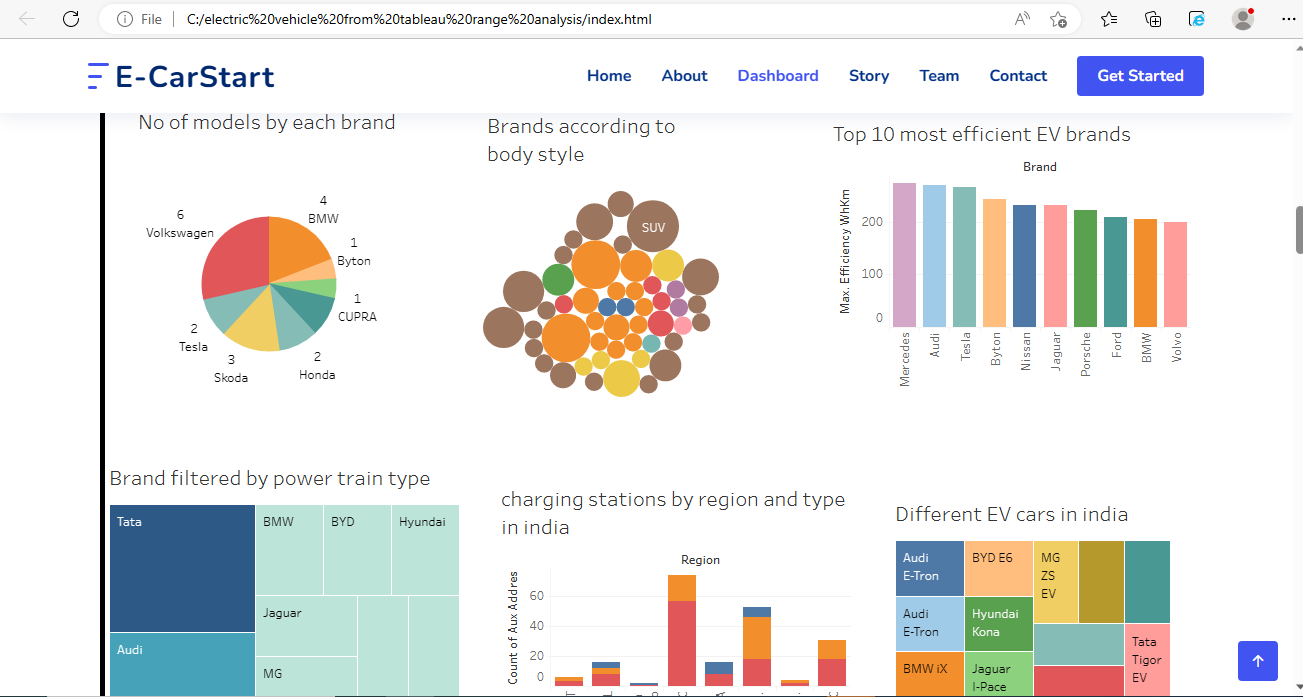 File
C:/electric%20vehicle%20from%20tableau%20range%20analysis/index.html
E-CarStart
Home
About
Dashboard
Story
Team
Contact
Get Started
No of models by each brand
4
BMW
6
Volkswagen
1
Byton
1
CUPRA
2
Tesla
3
Skoda
2
Honda
Brands according to
body style
SUV
Top 10 most efficient EV brands
Brand
Max. Efficiency WhKm
200
100
0
Mercedes
Audi
Tesla
Byton
Nissan
Jaguar
Porsche
Ford
BMW
Volvo
Brand filtered by power train type
Tata
BMW
BYD
Hyundai
Jaguar
Audi
MG
charging stations by region and type
in india
Region
Count of Aux Addres
60
40
20
0
Different EV cars in india
Audi
E-Tron
BYD E6
MG
ZS
EV
Audi
E-Tron
Hyundai
Kona
BMW iX
Jaguar
I-Pace
Tata
Tigor
EV